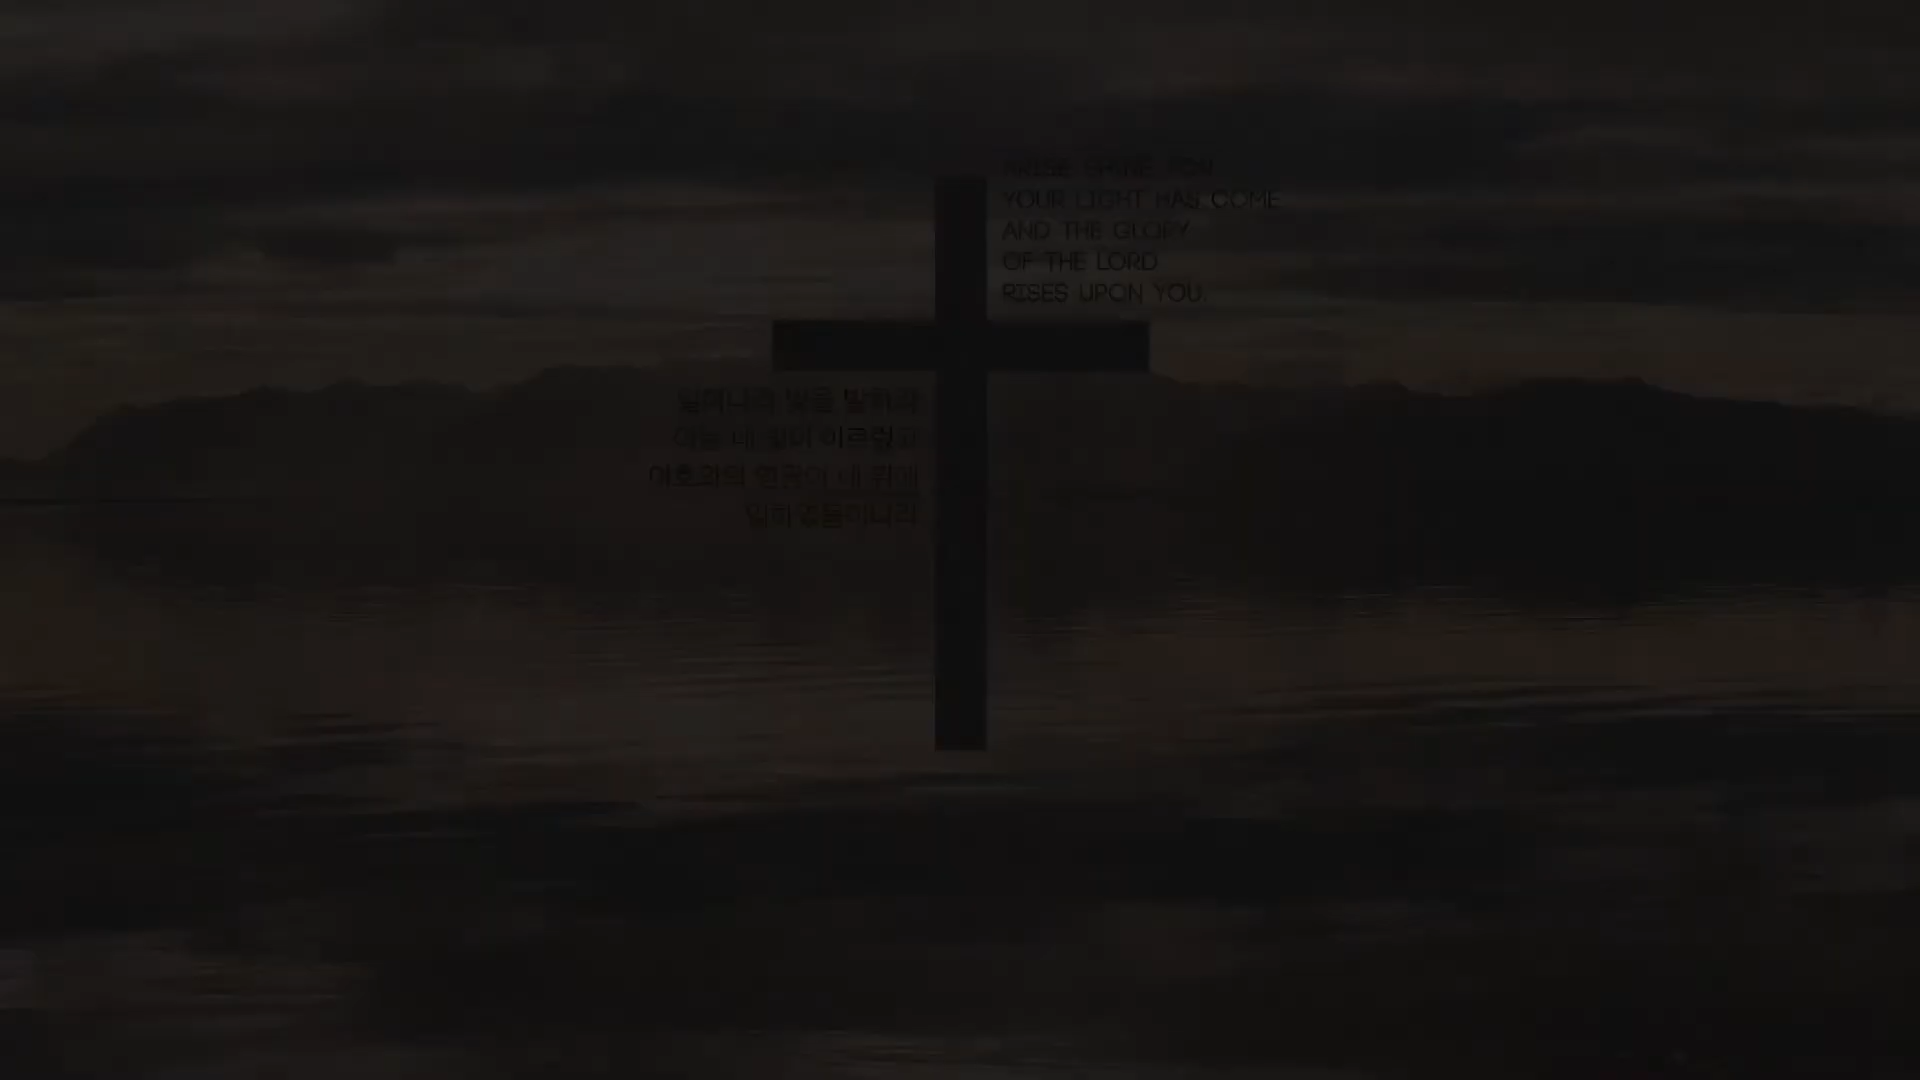 ARISE, SHINE, FOR
YOUR LIGHT HAS COME
AND THE GLORY
OF THE LORD
RISES UPON YOU.
일어나라 빛을 발하라
이는 네 빛이 이르렀고
여호와의 영광이 네 위에
임하였음이니라